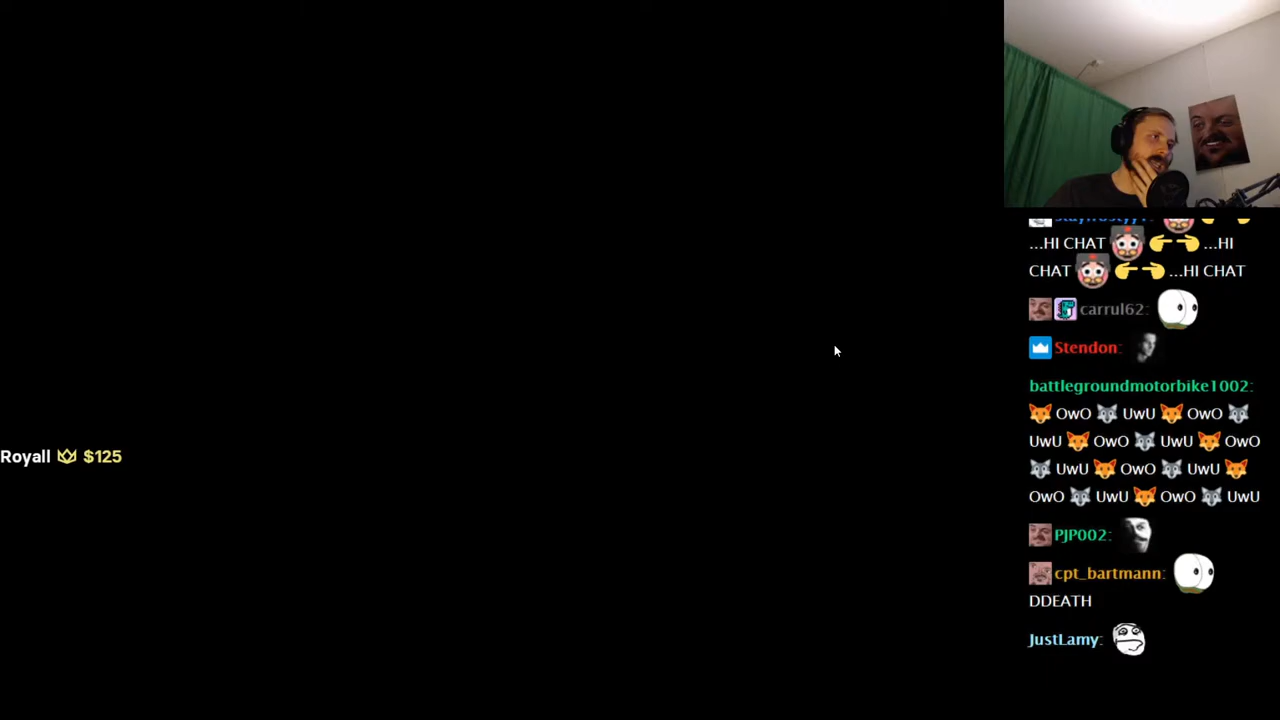 ...HI CHAT ...HI
CHAT ...HI CHAT
carrul62:
Stendon:
battlegroundmotorbike1002:
OwO UwU OwO
UwU OwO UwU OwO
UwU OwO UwU
OwO UwU OwO UwU
Royall $125
PJP002:
cpt_bartmann:
DDEATH
JustLamy: